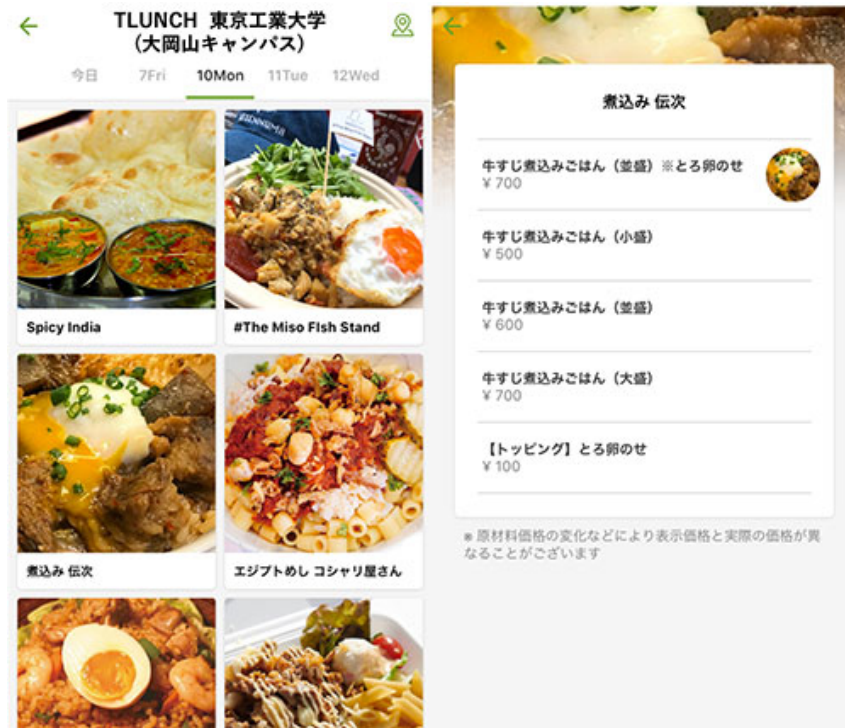 TLUNCH 東京工業大学
(大岡山キャンパス)
今日 7Fri 10Mon 11Tue 12Wed
Spicy India
#The Miso FIsh Stand
煮込み 伝次
エジプトめし コシャリ屋さん
煮込み 伝次
牛すじ煮込みごはん（並盛）※とろ卵のせ
¥ 700
牛すじ煮込みごはん（小盛）
¥ 500
牛すじ煮込みごはん（並盛）
¥ 600
牛すじ煮込みごはん（大盛）
¥ 700
【トッピング】とろ卵のせ
¥ 100
※ 原材料価格の変化などにより表示価格と実際の価格が異
なることがございます